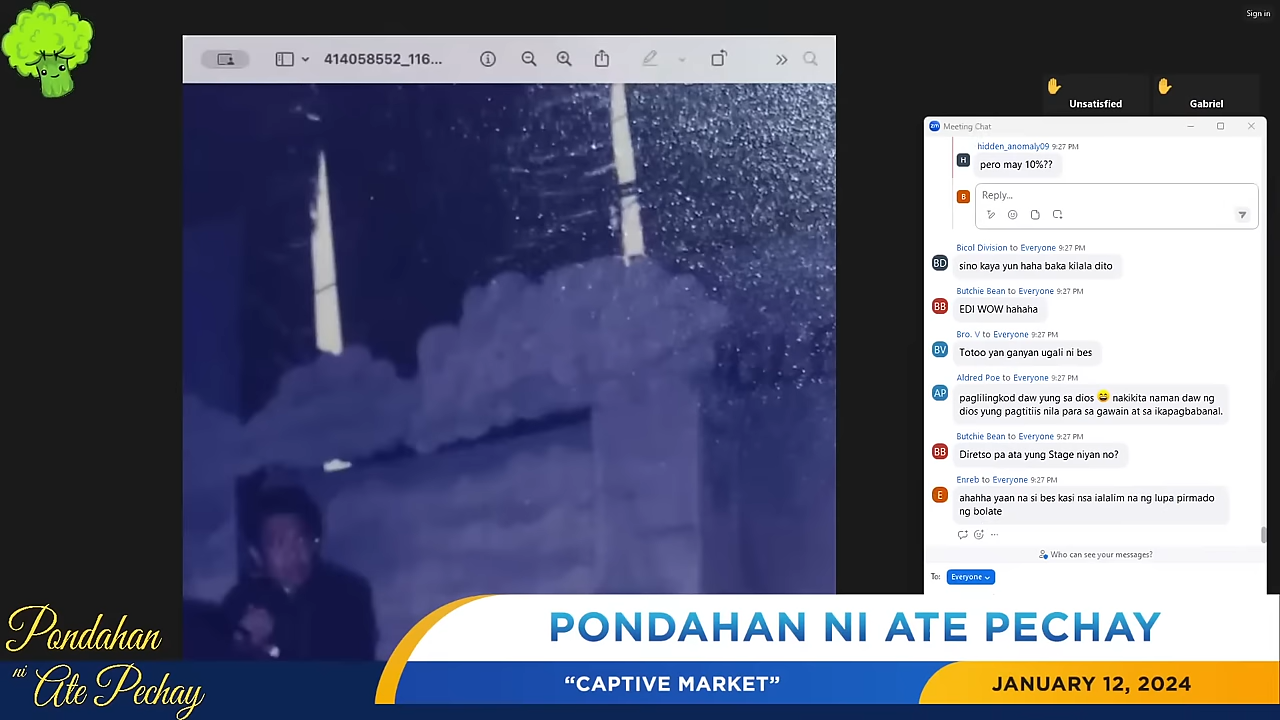 Sign in
414058552_116...
Unsatisfied
Gabriel
zm Meeting Chat
hidden_anomaly09 9:27 PM
H
pero may 10%??
B
Reply...
Bicol Division to Everyone 9:27 PM
BD
sino kaya yun haha baka kilala dito
Butchie Bean to Everyone 9:27 PM
BB
EDI WOW hahaha
Bro. V to Everyone 9:27 PM
BV
Totoo yan ganyan ugali ni bes
Aldred Poe to Everyone 9:27 PM
AP
paglilingkod daw yung sa dios 😄 nakikita naman daw ng
dios yung pagtitiis nila para sa gawain at sa ikapagbabanal.
Butchie Bean to Everyone 9:27 PM
BB
Diretso pa ata yung Stage niyan no?
Enreb to Everyone 9:27 PM
E
ahahha yaan na si bes kasi nsa ialalim na ng lupa pirmado
ng bolate
Who can see your messages?
To: Everyone
Pondahan
ni Ate Pechay
PONDAHAN NI ATE PECHAY
“CAPTIVE MARKET”
JANUARY 12, 2024